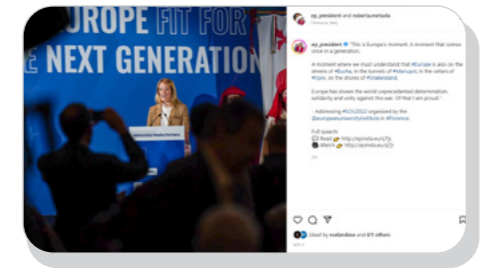 EUROPE FIT FOR
E NEXT GENERATION
ep_president and robertametsola
Florence, Italy
ep_president "This is Europe's moment. A moment that comes
once in a generation.
A moment where we must understand that #Europe is also on the
streets of #Bucha, in the tunnels of #Mariupol, in the cellars of
#Irpin, on the shores of #Snakeisland.
Europe has shown the world unprecedented determination,
solidarity and unity against this war. Of that I am proud."
- Addressing #SOU2022 organised by the
@europeanuniversityinstitute in #Florence.
Full speech:
Read
Watch
Liked by and 971 others